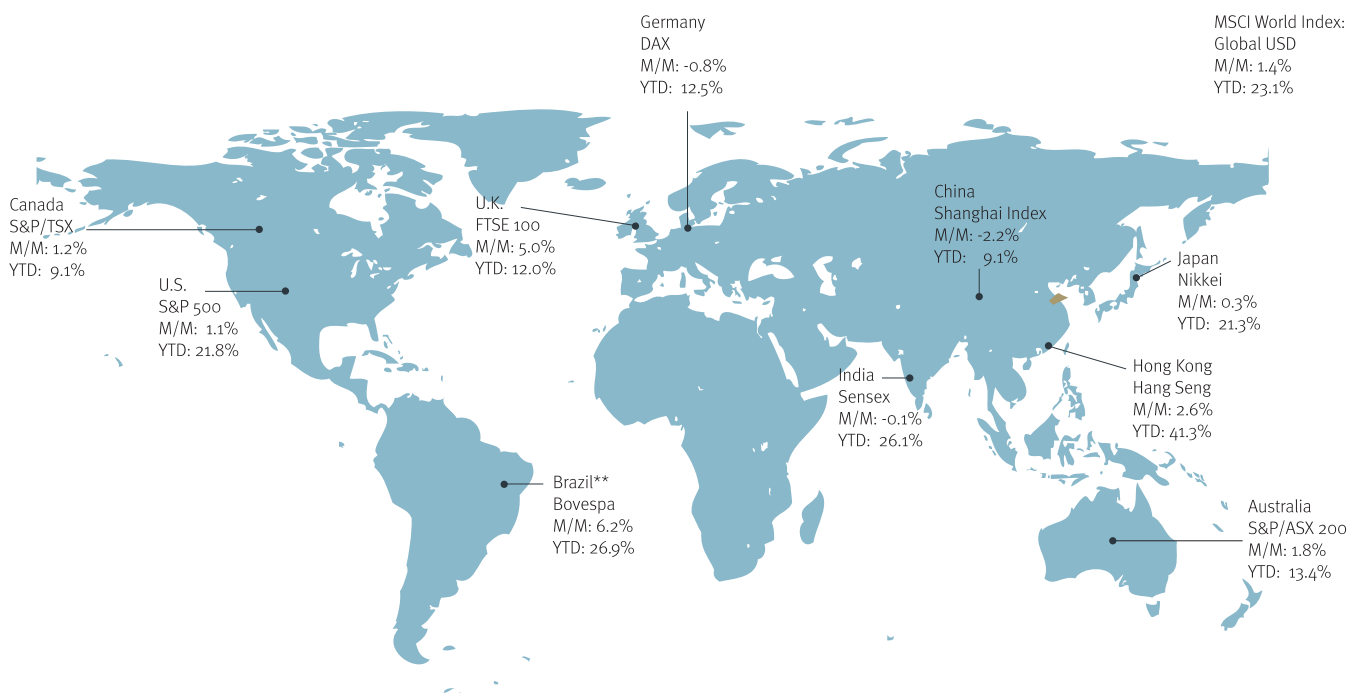 Germany
DAX
M/M: -0.8%
YTD: 12.5%
MSCI World Index:
Global USD
M/M: 1.4%
YTD: 23.1%
Canada
S&P/TSX
M/M: 1.2%
YTD: 9.1%
U.K.
FTSE 100
M/M: 5.0%
YTD: 12.0%
China
Shanghai Index
M/M: -2.2%
YTD: 9.1%
U.S.
S&P 500
M/M: 1.1%
YTD: 21.8%
Japan
Nikkei
M/M: 0.3%
YTD: 21.3%
India
Sensex
M/M: -0.1%
YTD: 26.1%
Hong Kong
Hang Seng
M/M: 2.6%
YTD: 41.3%
Brazil**
Bovespa
M/M: 6.2%
YTD: 26.9%
Australia
S&P/ASX 200
M/M: 1.8%
YTD: 13.4%